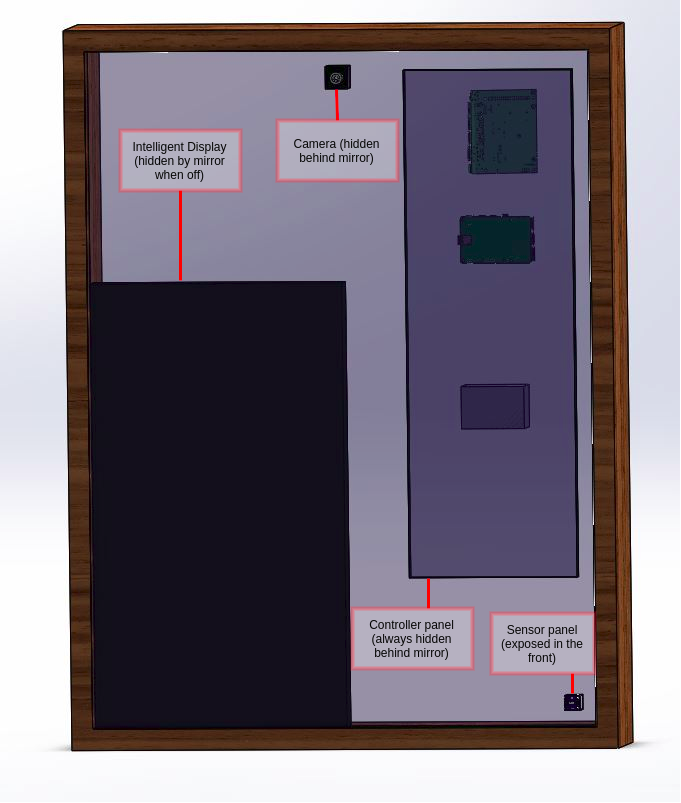 Intelligent Display
(hidden by mirror
when off)
Camera (hidden
behind mirror)
Controller panel
(always hidden
behind mirror)
Sensor panel
(exposed in the
front)